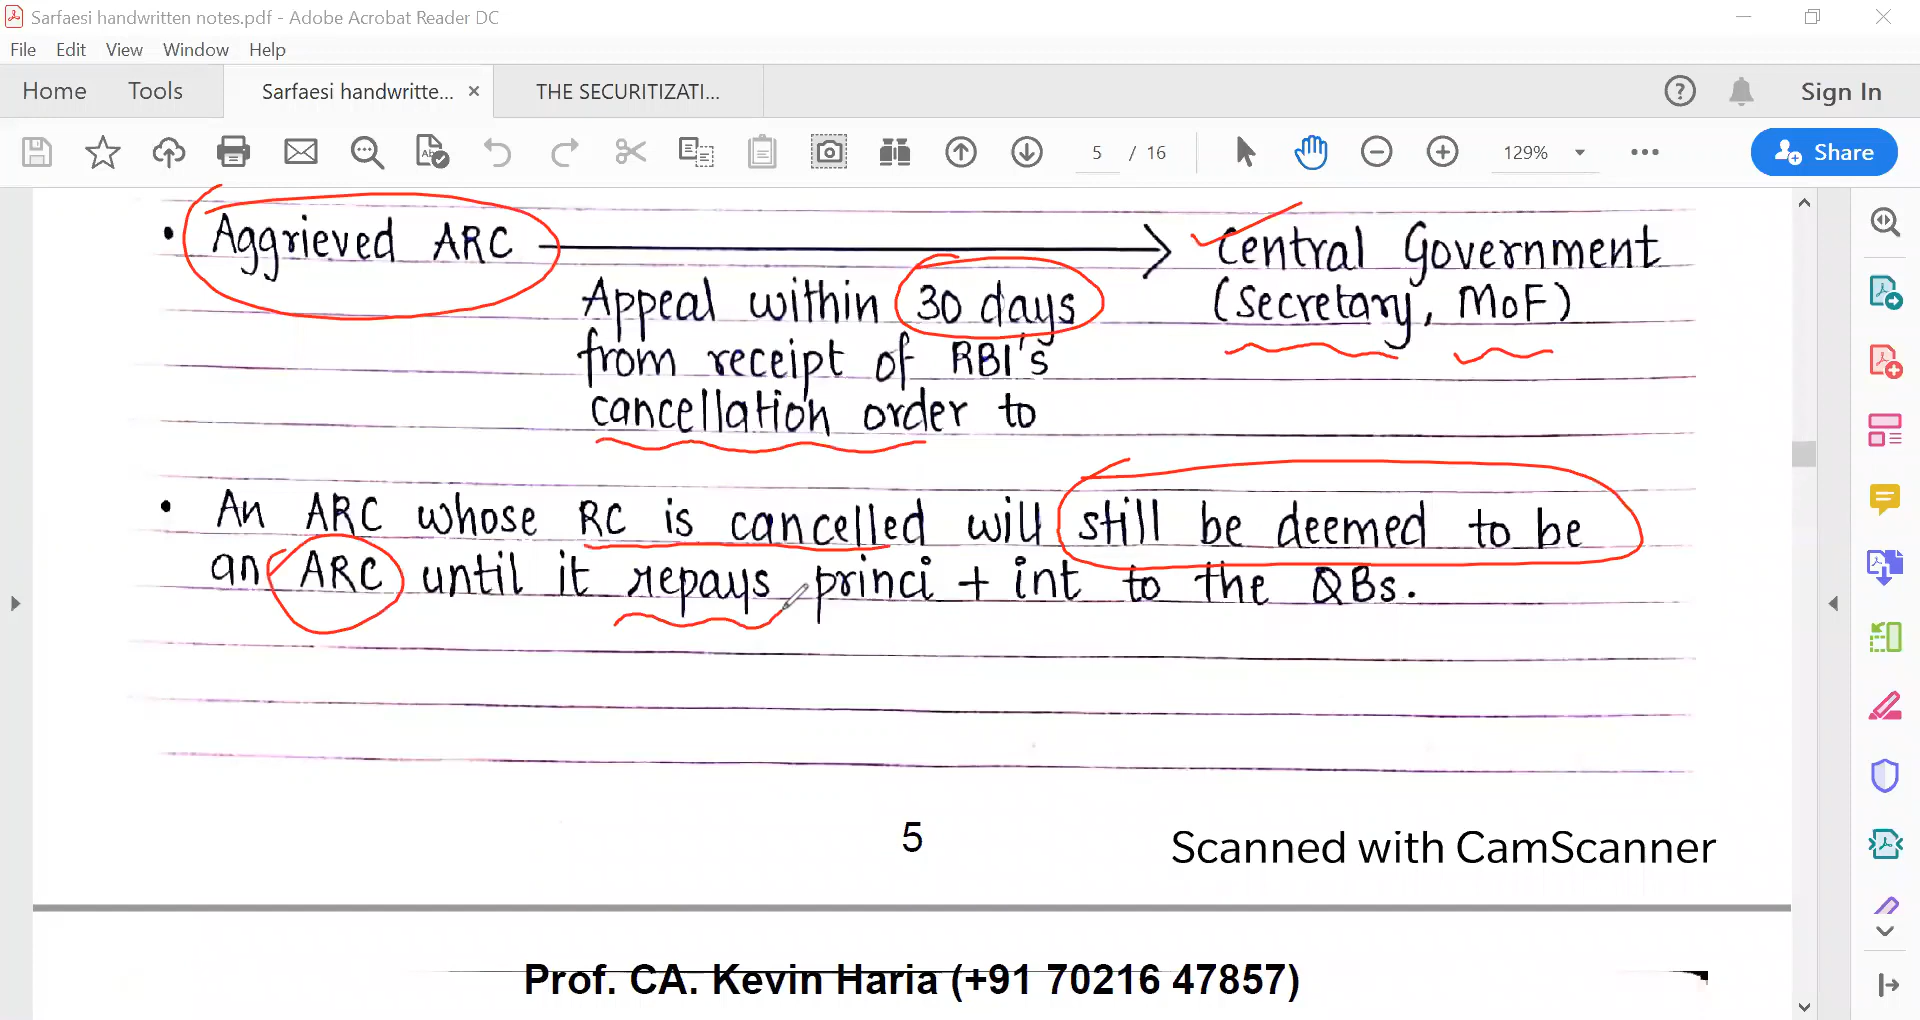 Sarfaesi handwritten notes.pdf - Adobe Acrobat Reader DC
File Edit View Window Help
Home Tools Sarfaesi handwritte... × THE SECURITIZATI... Sign In
5 / 16 129% Share
• Aggrieved ARC Central Government
Appeal within 30 days (Secretary, MoF)
from receipt of RBI's
cancellation order to
• An ARC whose RC is cancelled will still be deemed to be
an ARC until it repays princi + int to the QBs.
5
Scanned with CamScanner
Prof. CA. Kevin Haria (+91 70216 47857)